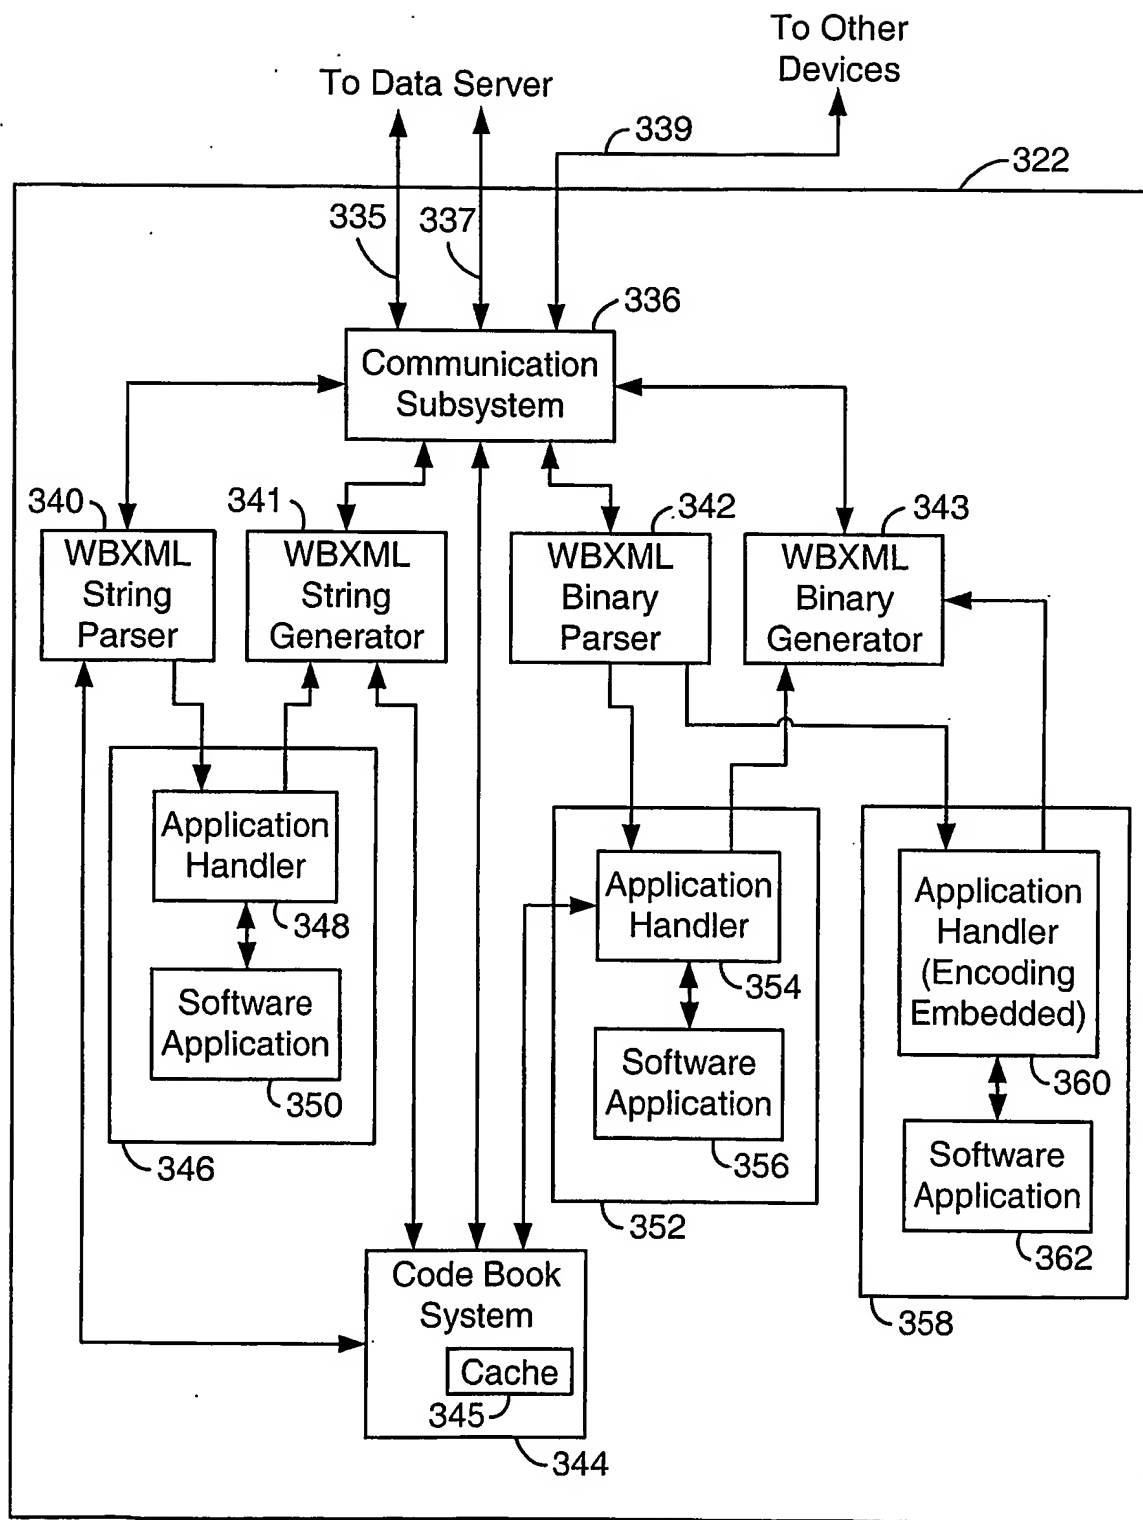 To Other
Devices
To Data Server
339
322
335
337
336
Communication
Subsystem
340
341
342
343
WBXML
String
Parser
WBXML
String
Generator
WBXML
Binary
Parser
WBXML
Binary
Generator
Application
Handler
348
Software
Application
350
346
Application
Handler
354
Software
Application
356
352
Application
Handler
(Encoding
Embedded)
360
Software
Application
362
358
Code Book
System
Cache
345
344